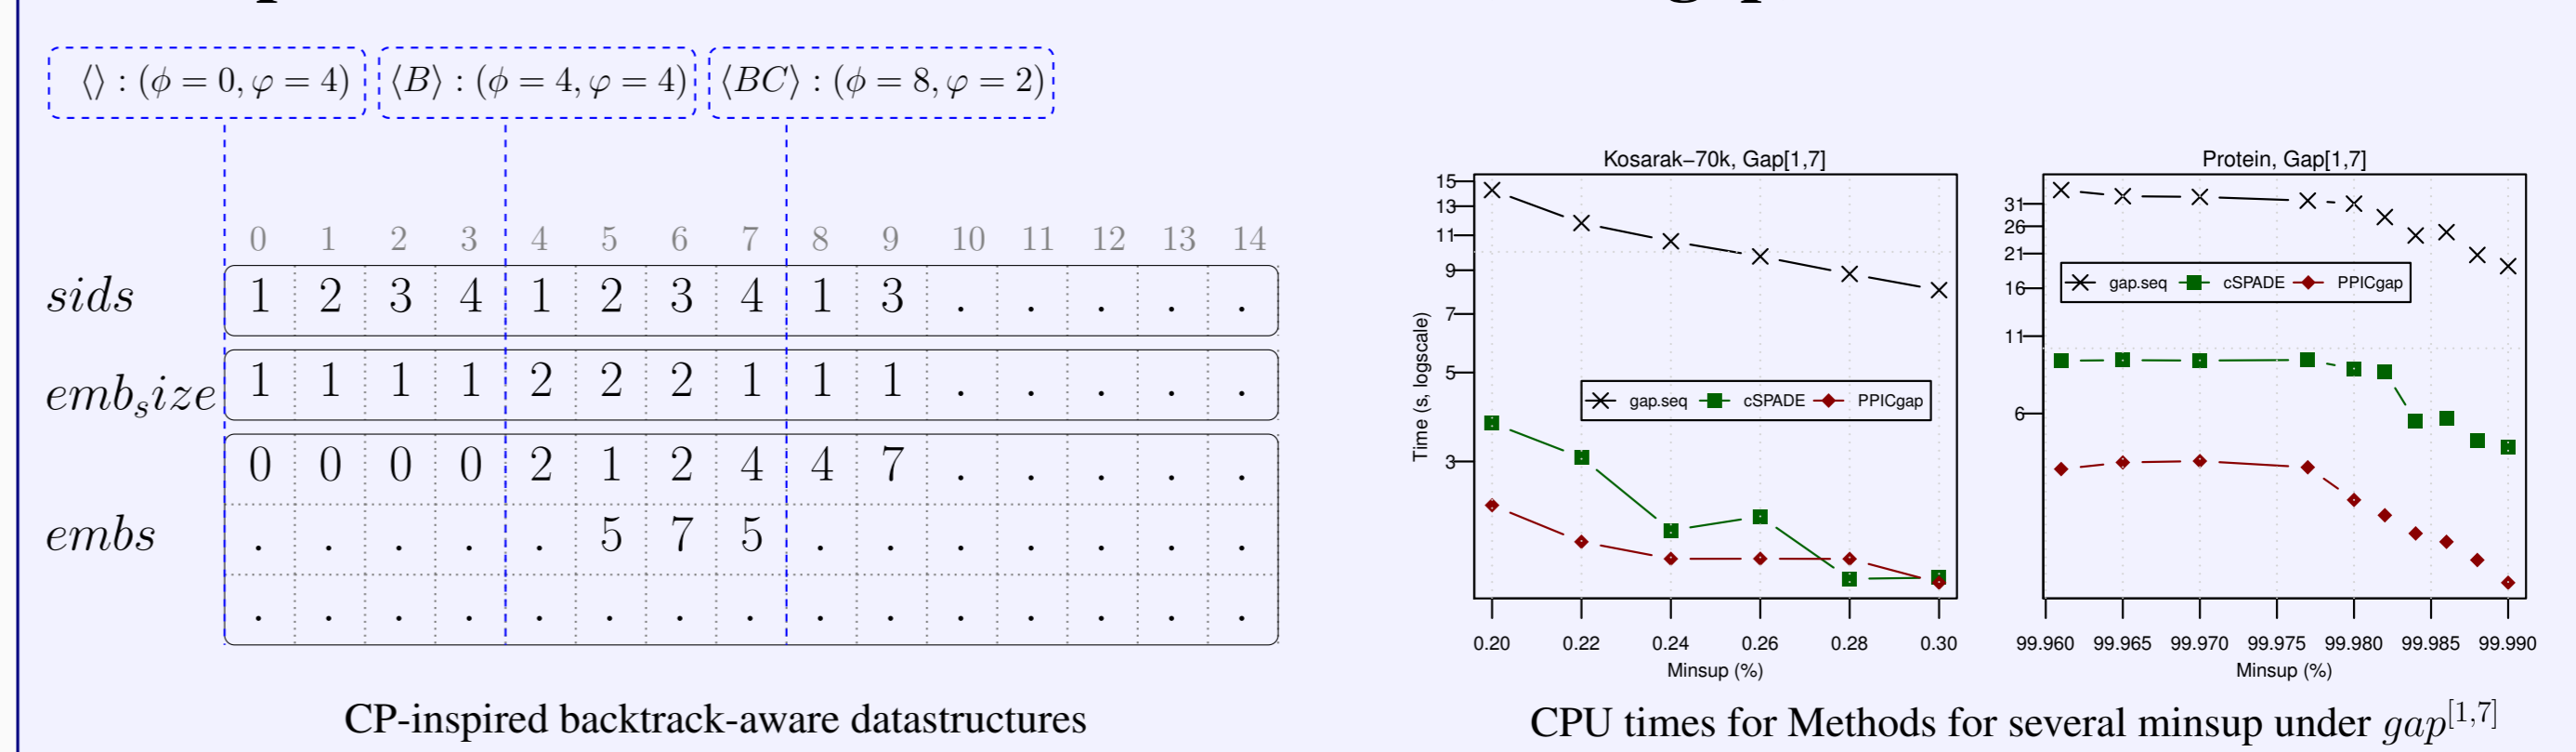 ⟨⟩ : (ϕ = 0, φ = 4) ⟨B⟩ : (ϕ = 4, φ = 4) ⟨BC⟩ : (ϕ = 8, φ = 2)
0 1 2 3 4 5 6 7 8 9 10 11 12 13 14
sids 1 2 3 4 1 2 3 4 1 3 . . . . .
emb_size 1 1 1 1 2 2 2 1 1 1 . . . . .
0 0 0 0 2 1 2 4 4 7 . . . . .
embs . . . . . 5 7 5 . . . . . . .
. . . . . . . . . . . . . . .
CP-inspired backtrack-aware datastructures
Kosarak−70k, Gap[1,7]
15
13
11
9
7
5
3
Time (s, logscale)
gap.seq cSPADE PPICgap
0.20 0.22 0.24 0.26 0.28 0.30
Minsup (%)
Protein, Gap[1,7]
31
26
21
16
11
6
gap.seq cSPADE PPICgap
99.960 99.965 99.970 99.975 99.980 99.985 99.990
Minsup (%)
CPU times for Methods for several minsup under gap^[1,7]